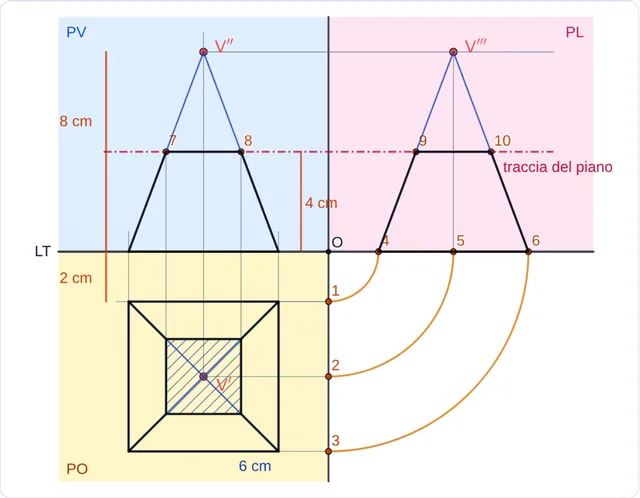 PV
PL
V″
V‴
8 cm
7
8
9
10
traccia del piano
4 cm
LT
O
4
5
6
2 cm
1
2
V′
3
PO
6 cm